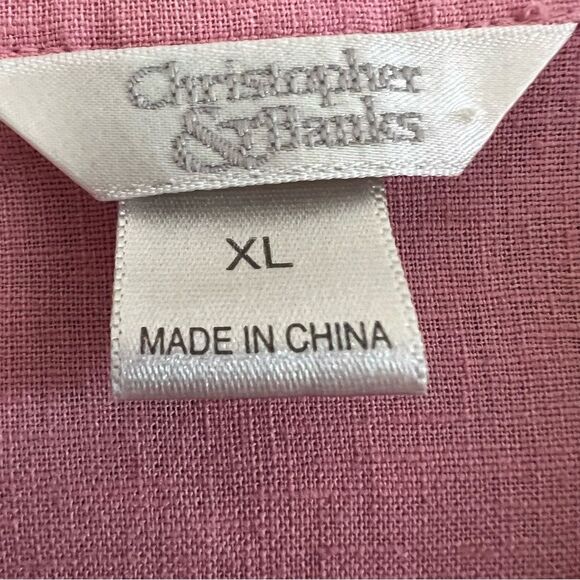 Christopher
& Banks
XL
MADE IN CHINA